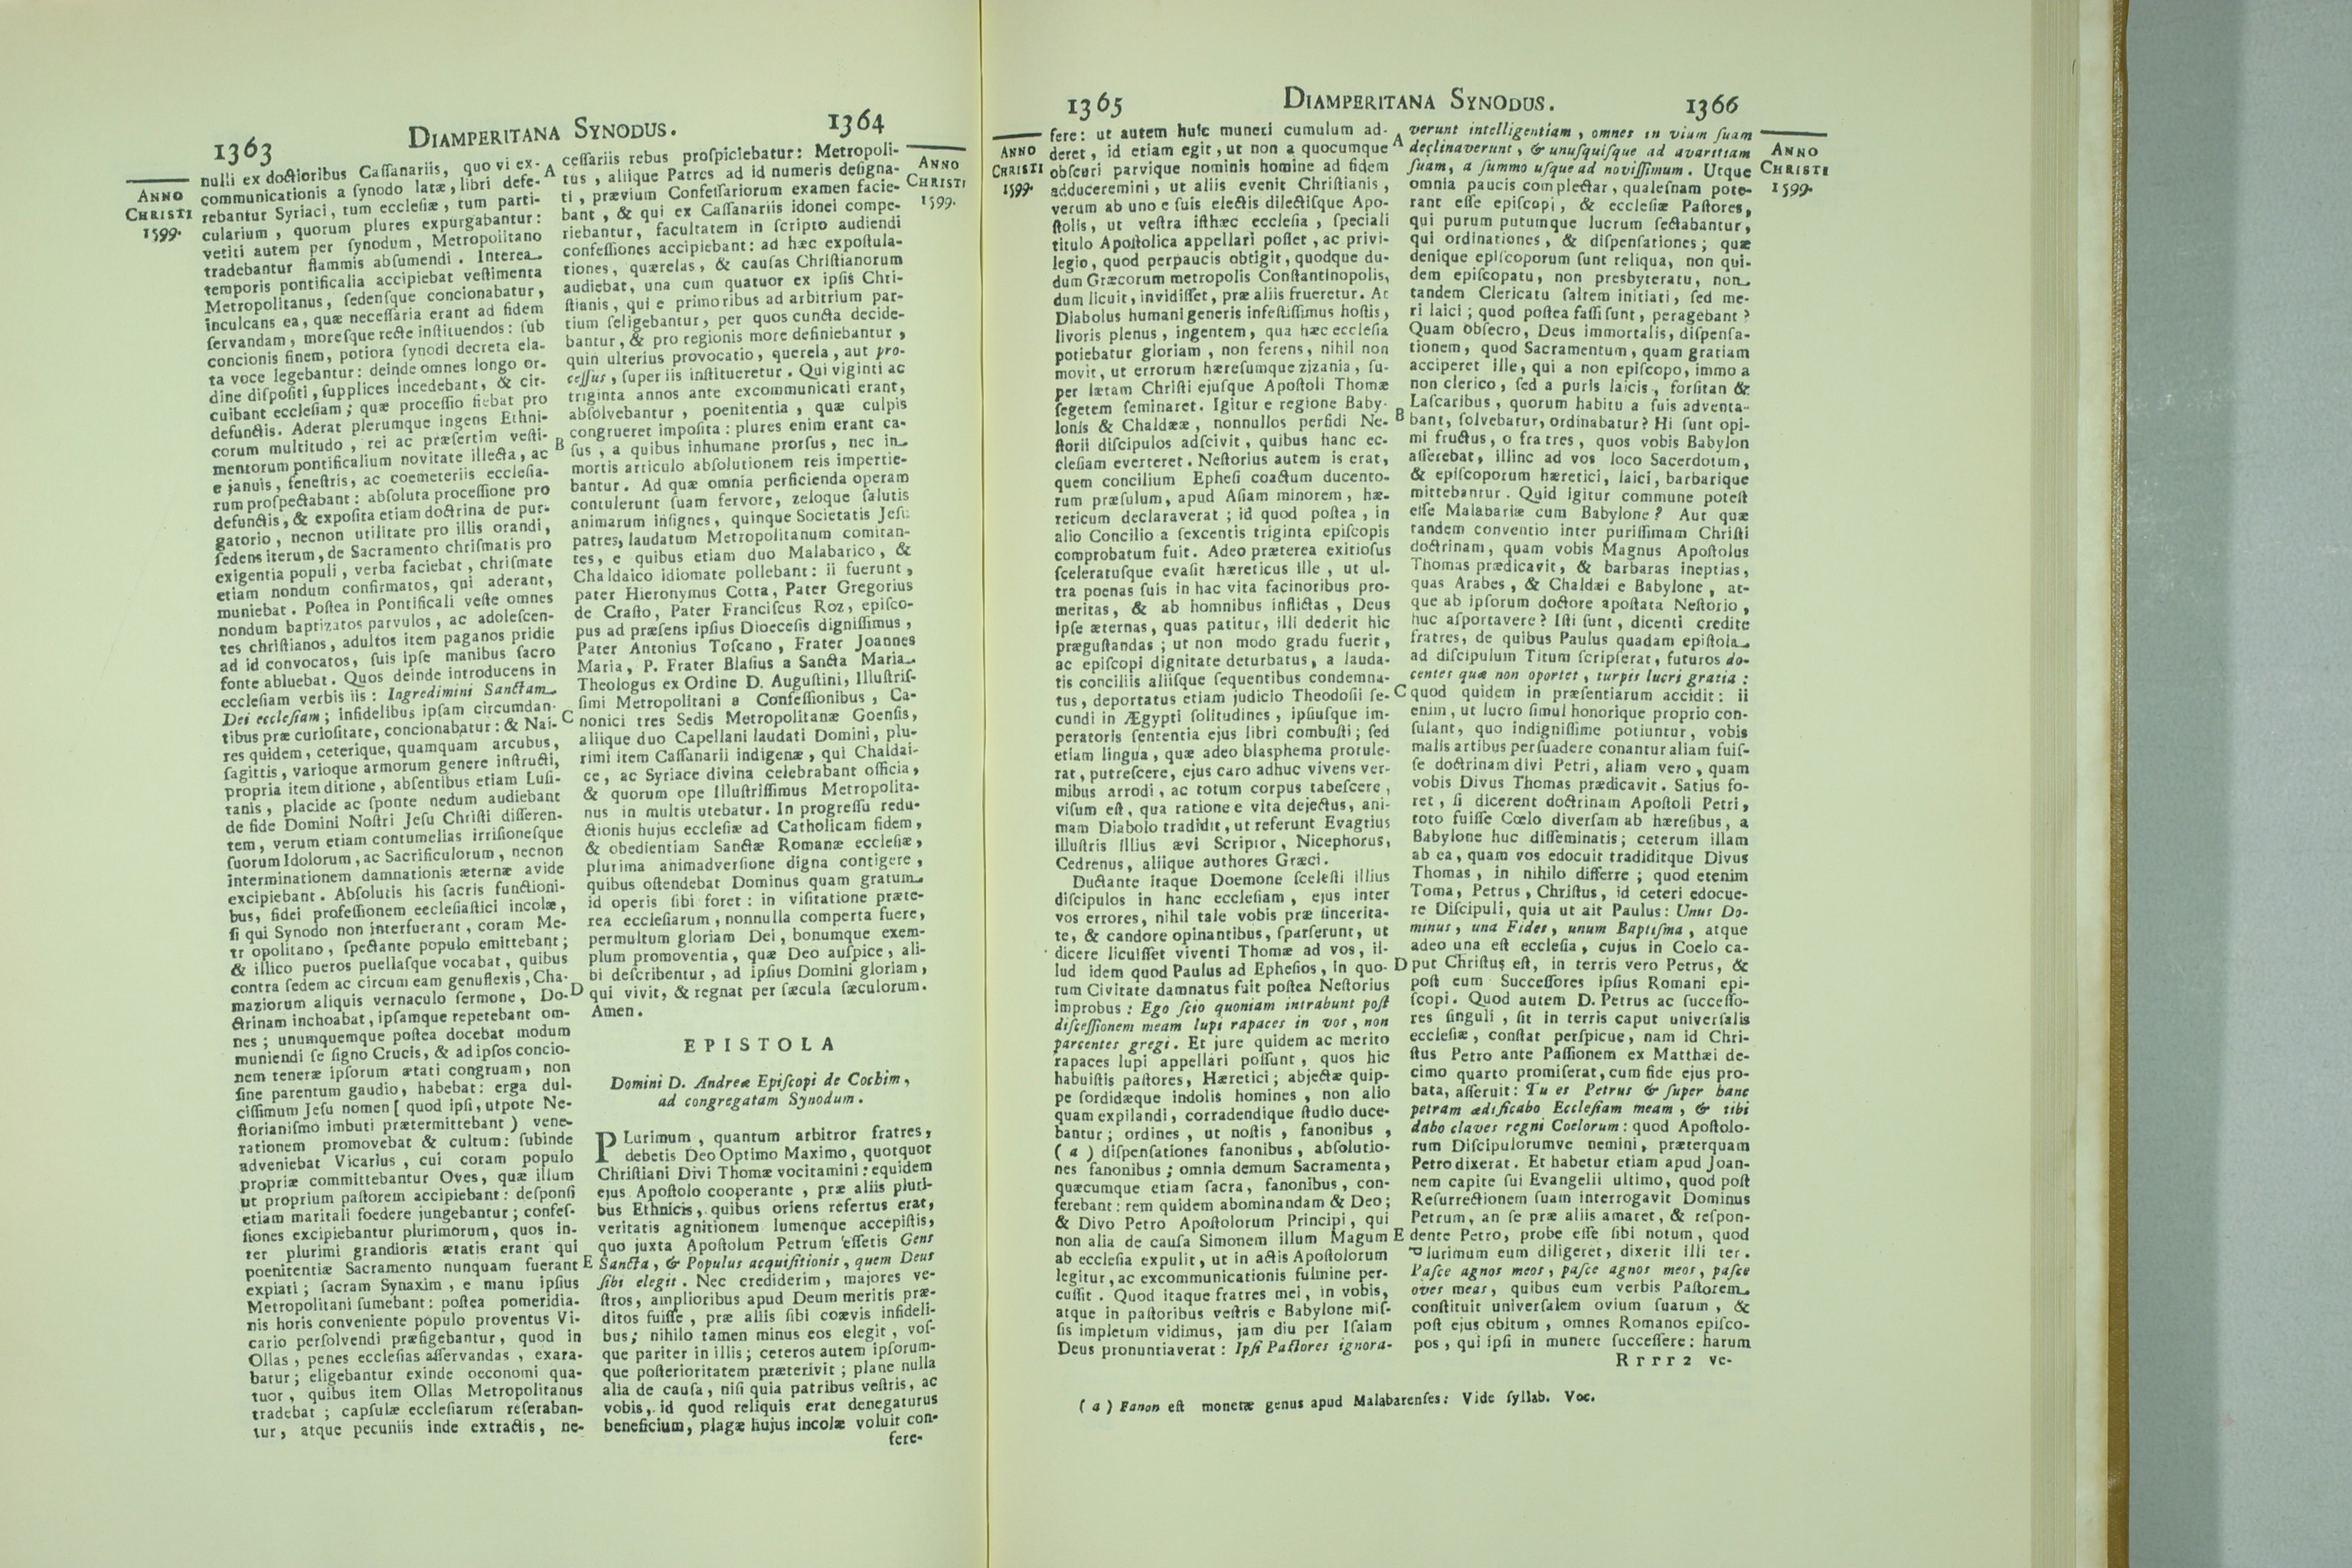 1363
DIAMPERITANA SYNODUS.
1364
ANNO
CHRISTI
1599.
nulli ex doctioribus Cassanariis, quo vi ex-
communicationis a synodo latæ, libri defe-
rebantur Syriaci, tum ecclesiæ, tum parti-
cularium, quorum plures expurgabantur:
vetiti autem per synodum, Metropolitano
tradebantur flammis absumendi. Interea
temporis pontificalia accipiebat vestimenta
Metropolitanus, sedensque concionabatur,
inculcans ea, quæ necessaria erant ad fidem
servandam, moresque recte instituendos: sub
concionis finem, potiora synodi decreta ela-
ta voce legebantur: deinde omnes longo or-
dine dispositi, supplices incedebant, & cir-
cuibant ecclesiam; quæ processio fiebat pro
defunctis. Aderat plerumque ingens Ethni-
corum multitudo, rei ac præsertim vesti-
mentorum pontificalium novitate illecta, ac
e januis, fenestris, ac coemeteriis ecclesia-
rum prospectabant: absoluta processione pro
defunctis, & exposita etiam doctrina de pur-
gatorio, necnon utilitate pro illis orandi,
sedens iterum, de Sacramento chrismatis pro
exigentia populi, verba faciebat, chrismate
etiam nondum confirmatos, qui aderant,
muniebat. Postea in Pontificali veste omnes
nondum baptizatos parvulos, ac adolescen-
tes christianos, adultos item paganos pridie
ad id convocatos, suis ipse manibus sacro
fonte abluebat. Quos deinde introducens in
ecclesiam verbis iis: Ingredimini Sanctam
Dei ecclesiam; infidelibus ipsam circumdan-
tibus præ curiositate, concionabatur: & Nai-
res quidem, ceterique, quamquam arcubus,
sagittis, varioque armorum genere instructi,
propria item ditione, absentibus etiam Lusi-
tanis, placide ac sponte nedum audiebant
de fide Domini Nostri Jesu Christi differen-
tem, verum etiam contumelias irrisionesque
suorum Idolorum, ac Sacrificulorum, necnon
interminationem damnationis æternæ avide
excipiebant. Absolutis his sacris functioni-
bus, fidei professionem ecclesiastici incolæ,
si qui Synodo non interfuerant, coram Me-
tropolitano, spectante populo emittebant;
& illico pueros puellasque vocabat, quibus
contra sedem ac circum eam genuflexis, Cha-
maziorum aliquis vernaculo sermone, Do-
ctrinam inchoabat, ipsamque repetebant om-
nes; unumquemque postea docebat modum
muniendi se signo Crucis, & ad ipsos concio-
nem teneræ ipsorum ætati congruam, non
sine parentum gaudio, habebat: erga dul-
cissimum Jesu nomen [ quod ipsi, utpote Ne-
storianismo imbuti prætermittebant ) vene-
rationem promovebat & cultum: subinde
adveniebat Vicarius, cui coram populo
propriæ committebantur Oves, quæ illum
ut proprium pastorem accipiebant: desponsi
etiam maritali foedere jungebantur; confes-
siones excipiebantur plurimorum, quos in-
ter plurimi grandioris ætatis erant qui
poenitentiæ Sacramento nunquam fuerant
expiati; sacram Synaxim, e manu ipsius
Metropolitani sumebant: postea pomeridia-
nis horis conveniente populo proventus Vi-
cario persolvendi præfigebantur, quod in
Ollas, penes ecclesias asservandas, exara-
batur; eligebantur exinde oeconomi qua-
tuor, quibus item Ollas Metropolitanus
tradebat; capsulæ ecclesiarum referaban-
tur, atque pecuniis inde extractis, ne-
A
B
C
D
E
ANNO
CHRISTI
1599.
cessariis rebus prospiciebatur: Metropoli-
tus, aliique Patres ad id numeris designa-
ti, prævium Confessariorum examen facie-
bant, & qui ex Cassanariis idonei compe-
riebantur, facultatem in scripto audiendi
confessiones accipiebant: ad hæc expostula-
tiones, quærelas, & causas Christianorum
audiebat, una cum quatuor ex ipsis Chri-
stianis, qui e primoribus ad arbitrium par-
tium seligebantur, per quos cuncta decide-
bantur, & pro regionis more definiebantur,
quin ulterius provocatio, querela, aut pro-
cessus, super iis institueretur. Qui viginti ac
triginta annos ante excommunicati erant,
absolvebantur, poenitentia, quæ culpis
congrueret imposita: plures enim erant ca-
sus, a quibus inhumane prorsus, nec in
mortis articulo absolutionem reis impertie-
bantur. Ad quæ omnia perficienda operam
contulerunt suam fervore, zeloque salutis
animarum insignes, quinque Societatis Jesu
patres, laudatum Metropolitanum comitan-
tes, e quibus etiam duo Malabarico, &
Chaldaico idiomate pollebant: ii fuerunt,
pater Hieronymus Cotta, Pater Gregorius
de Crasto, Pater Franciscus Roz, episco-
pus ad præsens ipsius Dioecesis dignissimus,
Pater Antonius Toscano, Frater Joannes
Maria, P. Frater Blasius a Sancta Maria
Theologus ex Ordine D. Augustini, Illustris-
simi Metropolitani a Confessionibus, Ca-
nonici tres Sedis Metropolitanæ Goensis,
aliique duo Capellani laudati Domini, plu-
rimi item Cassanarii indigenæ, qui Chaldai-
ce, ac Syriace divina celebrabant officia,
& quorum ope Illustrissimus Metropolita-
nus in multis utebatur. In progressu redu-
ctionis hujus ecclesiæ ad Catholicam fidem,
& obedientiam Sanctæ Romanæ ecclesiæ,
plurima animadversione digna contigere,
quibus ostendebat Dominus quam gratum
id operis sibi foret: in visitatione præte-
rea ecclesiarum, nonnulla comperta fuere,
permultum gloriam Dei, bonumque exem-
plum promoventia, quæ Deo auspice, ali-
bi describentur, ad ipsius Domini gloriam,
qui vivit, & regnat per sæcula sæculorum.
Amen.
EPISTOLA
Domini D. Andreæ Episcopi de Cochim,
ad congregatam Synodum.
PLurimum, quantum arbitror fratres,
debetis Deo Optimo Maximo, quotquot
Christiani Divi Thomæ vocitamini: equidem
ejus Apostolo cooperante, præ aliis pluri-
bus Ethnicis, quibus oriens refertus erat,
veritatis agnitionem lumenque accepistis,
quo juxta Apostolum Petrum essetis Gens
Sancta, & Populus acquisitionis, quem Deus
sibi elegit. Nec crediderim, majores ve-
stros, amplioribus apud Deum meritis præ-
ditos fuisse, præ aliis sibi coævis infideli-
bus; nihilo tamen minus eos elegit, vos-
que pariter in illis; ceteros autem ipsorum-
que posterioritatem præterivit; plane nulla
alia de causa, nisi quia patribus vestris, ac
vobis, id quod reliquis erat denegaturus
beneficium, plagæ hujus incolæ voluit con-
fere-
1365
DIAMPERITANA SYNODUS.
1366
ANNO
CHRISTI
1599.
fere: ut autem huic muneri cumulum ad-
deret, id etiam egit, ut non a quocumque
obscuri parvique nominis homine ad fidem
adduceremini, ut aliis evenit Christianis,
verum ab uno e suis electis dilectisque Apo-
stolis, ut vestra isthæc ecclesia, speciali
titulo Apostolica appellari posset, ac privi-
legio, quod perpaucis obtigit, quodque du-
dum Græcorum metropolis Constantinopolis,
dum licuit, invidisset, præ aliis frueretur. At
Diabolus humani generis infestissimus hostis,
livoris plenus, ingentem, qua hæc ecclesia
potiebatur gloriam, non ferens, nihil non
movit, ut errorum hæresumque zizania, su-
per lætam Christi ejusque Apostoli Thomæ
segetem seminaret. Igitur e regione Baby-
lonis & Chaldææ, nonnullos perfidi Ne-
storii discipulos adscivit, quibus hanc ec-
clesiam everteret. Nestorius autem is erat,
quem concilium Ephesi coactum ducento-
rum præsulum, apud Asiam minorem, hæ-
reticum declaraverat; id quod postea, in
alio Concilio a sexcentis triginta episcopis
comprobatum fuit. Adeo præterea exitiosus
sceleratusque evasit hæreticus ille, ut ul-
tra poenas suis in hac vita facinoribus pro-
meritas, & ab homnibus inflictas, Deus
ipse æternas, quas patitur, illi dederit hic
prægustandas; ut non modo gradu fuerit,
ac episcopi dignitate deturbatus, a lauda-
tis conciliis aliisque sequentibus condemna-
tus, deportatus etiam judicio Theodosii se-
cundi in Ægypti solitudines, ipsiusque im-
peratoris sententia ejus libri combusti; sed
etiam lingua, quæ adeo blasphema protule-
rat, putrescere, ejus caro adhuc vivens ver-
mibus arrodi, ac totum corpus tabescere,
visum est, qua ratione e vita dejectus, ani-
mam Diabolo tradidit, ut referunt Evagrius
illustris illius ævi Scriptor, Nicephorus,
Cedrenus, aliique authores Græci.
Ductante itaque Doemone scelesti illius
discipulos in hanc ecclesiam, ejus inter
vos errores, nihil tale vobis præ sincerita-
te, & candore opinantibus, sparserunt, ut
dicere liculsset viventi Thomæ ad vos, il-
lud idem quod Paulus ad Ephesios, in quo-
rum Civitate damnatus fuit postea Nestorius
improbus: Ego scio quoniam intrabunt post
discessionem meam lupi rapaces in vos, non
parcentes gregi. Et jure quidem ac merito
rapaces lupi appellari possunt, quos hic
habuistis pastores, Hæretici; abjectæ quip-
pe sordidæque indolis homines, non alio
quam expilandi, corradendique studio duce-
bantur; ordines, ut nostis, fanonibus,
( a ) dispensationes fanonibus, absolutio-
nes fanonibus; omnia demum Sacramenta,
quæcumque etiam sacra, fanonibus, con-
ferebant: rem quidem abominandam & Deo;
& Divo Petro Apostolorum Principi, qui
non alia de causa Simonem illum Magum
ab ecclesia expulit, ut in actis Apostolorum
legitur, ac excommunicationis fulmine per-
cussit. Quod itaque fratres mei, in vobis,
atque in pastoribus vestris e Babylone mis-
sis impletum vidimus, jam diu per Isaiam
Deus pronuntiaverat: Ipsi Pastores ignora-
A
B
C
D
E
ANNO
CHRISTI
1599.
verunt intelligentiam, omnes in vium suam
declinaverunt, & unusquisque ad avaritiam
suam, a summo usque ad novissimum. Utque
omnia paucis complectar, qualesnam pote-
rant esse episcopi, & ecclesiæ Pastores,
qui purum putumque lucrum sectabantur,
qui ordinationes, & dispensationes; quæ
denique episcoporum sunt reliqua, non qui-
dem episcopatu, non presbyteratu, non
tandem Clericatu saltem initiati, sed me-
ri laici; quod postea fassi sunt, peragebant?
Quam obsecro, Deus immortalis, dispensa-
tionem, quod Sacramentum, quam gratiam
acciperet ille, qui a non episcopo, immo a
non clerico, sed a puris laicis, forsitan &
Lascaribus, quorum habitu a suis adventa-
bant, solvebatur, ordinabatur? Hi sunt opi-
mi fructus, o fratres, quos vobis Babylon
afferebat, illinc ad vos loco Sacerdotum,
& episcoporum hæretici, laici, barbarique
mittebantur. Quid igitur commune potest
esse Malabariæ cum Babylone? Aut quæ
tandem conventio inter purissimam Christi
doctrinam, quam vobis Magnus Apostolus
Thomas prædicavit, & barbaras ineptias,
quas Arabes, & Chaldæi e Babylone, at-
que ab ipsorum doctore apostata Nestorio,
huc asportavere? Isti sunt, dicenti credite
fratres, de quibus Paulus quadam epistola
ad discipulum Titum scripserat, futuros do-
centes quæ non oportet, turpis lucri gratia:
quod quidem in præsentiarum accidit: ii
enim, ut lucro simul honorique proprio con-
sulant, quo indignissime potiuntur, vobis
malis artibus persuadere conantur aliam fuis-
se doctrinam divi Petri, aliam vero, quam
vobis Divus Thomas prædicavit. Satius fo-
ret, si dicerent doctrinam Apostoli Petri,
toto fuisse Coelo diversam ab hæresibus, a
Babylone huc disseminatis; ceterum illam
ab ea, quam vos edocuit tradiditque Divus
Thomas, in nihilo differre; quod etenim
Toma, Petrus, Christus, id ceteri edocue-
re Discipuli, quia ut ait Paulus: Unus Do-
minus, una Fides, unum Baptisma, atque
adeo una est ecclesia, cujus in Coelo ca-
put Christus est, in terris vero Petrus, &
post eum Successores ipsius Romani epi-
scopi. Quod autem D. Petrus ac successo-
res singuli, sit in terris caput universalis
ecclesiæ, constat perspicue, nam id Chri-
stus Petro ante Passionem ex Matthæi de-
cimo quarto promiserat, cum fide ejus pro-
bata, asseruit: Tu es Petrus & super hanc
petram ædificabo Ecclesiam meam, & tibi
dabo claves regni Coelorum: quod Apostolo-
rum Discipulorumve nemini, præterquam
Petro dixerat. Et habetur etiam apud Joan-
nem capite sui Evangelii ultimo, quod post
Resurrectionem suam interrogavit Dominus
Petrum, an se præ aliis amaret, & respon-
dente Petro, probe esse sibi notum, quod
plurimum eum diligeret, dixerit illi ter.
Pasce agnos meos, pasce agnos meos, pasce
oves meas, quibus eum verbis Pastorem
constituit universalem ovium suarum, &
post ejus obitum, omnes Romanos episco-
pos, qui ipsi in munere successere: harum
Rrrr2 ve-
( a ) Fanon est monetæ genus apud Malabarenses: Vide syllab. Voc.